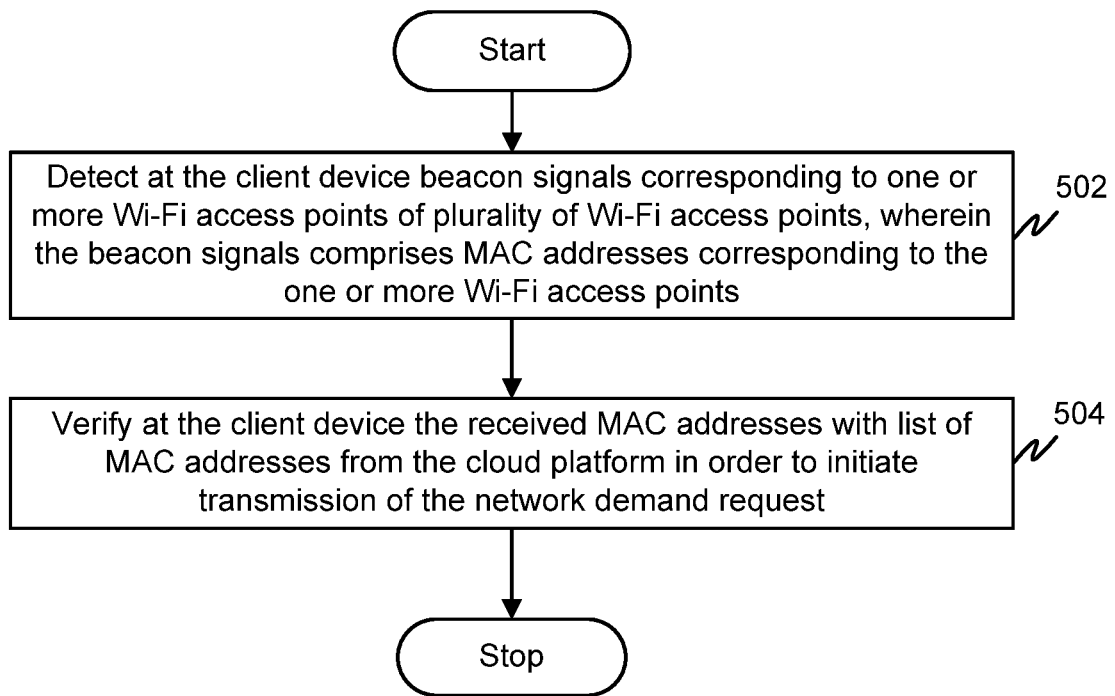 Start
Detect at the client device beacon signals corresponding to one or
more Wi-Fi access points of plurality of Wi-Fi access points, wherein
the beacon signals comprises MAC addresses corresponding to the
one or more Wi-Fi access points
502
Verify at the client device the received MAC addresses with list of
MAC addresses from the cloud platform in order to initiate
transmission of the network demand request
504
Stop